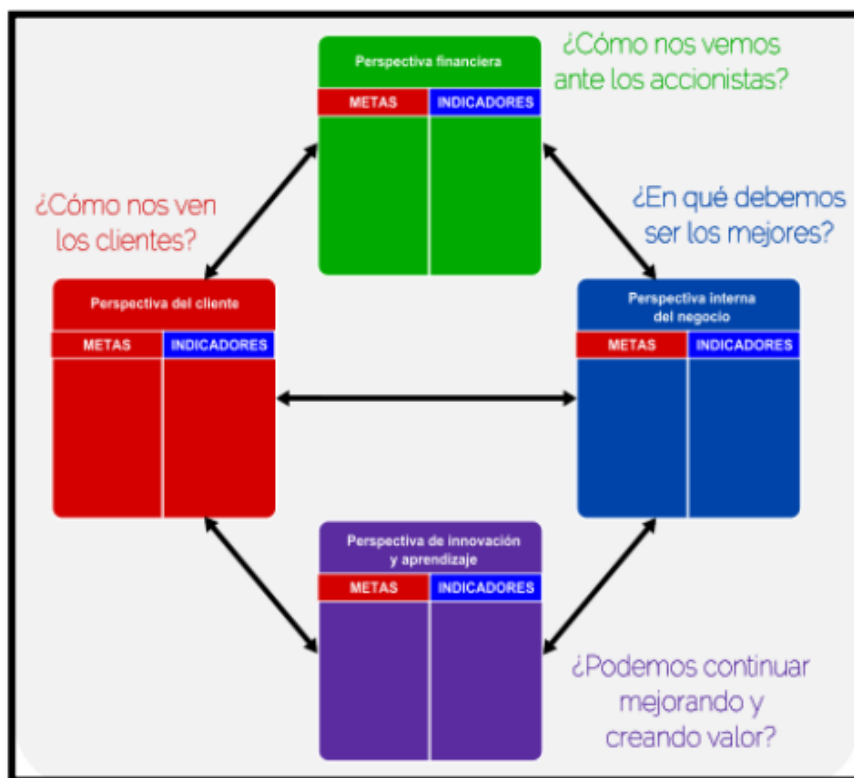 Perspectiva financiera
METAS
INDICADORES
¿Cómo nos vemos
ante los accionistas?
¿Cómo nos ven
los clientes?
¿En qué debemos
ser los mejores?
Perspectiva del cliente
METAS
INDICADORES
Perspectiva interna
del negocio
METAS
INDICADORES
Perspectiva de innovación
y aprendizaje
METAS
INDICADORES
¿Podemos continuar
mejorando y
creando valor?